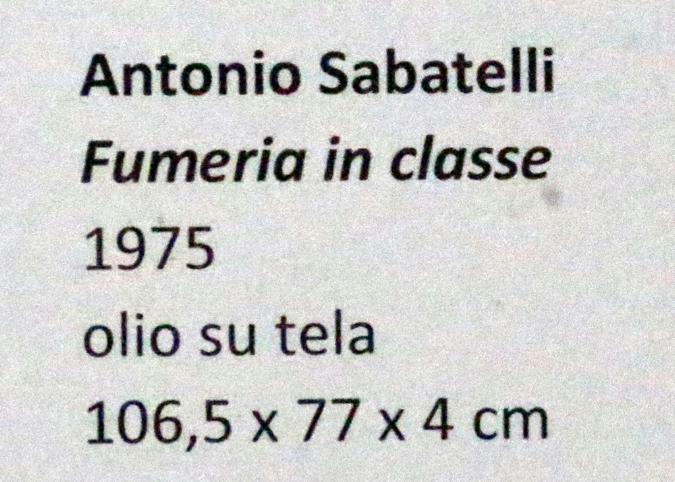 Antonio Sabatelli
Fumeria in classe
1975
olio su tela
106,5 x 77 x 4 cm